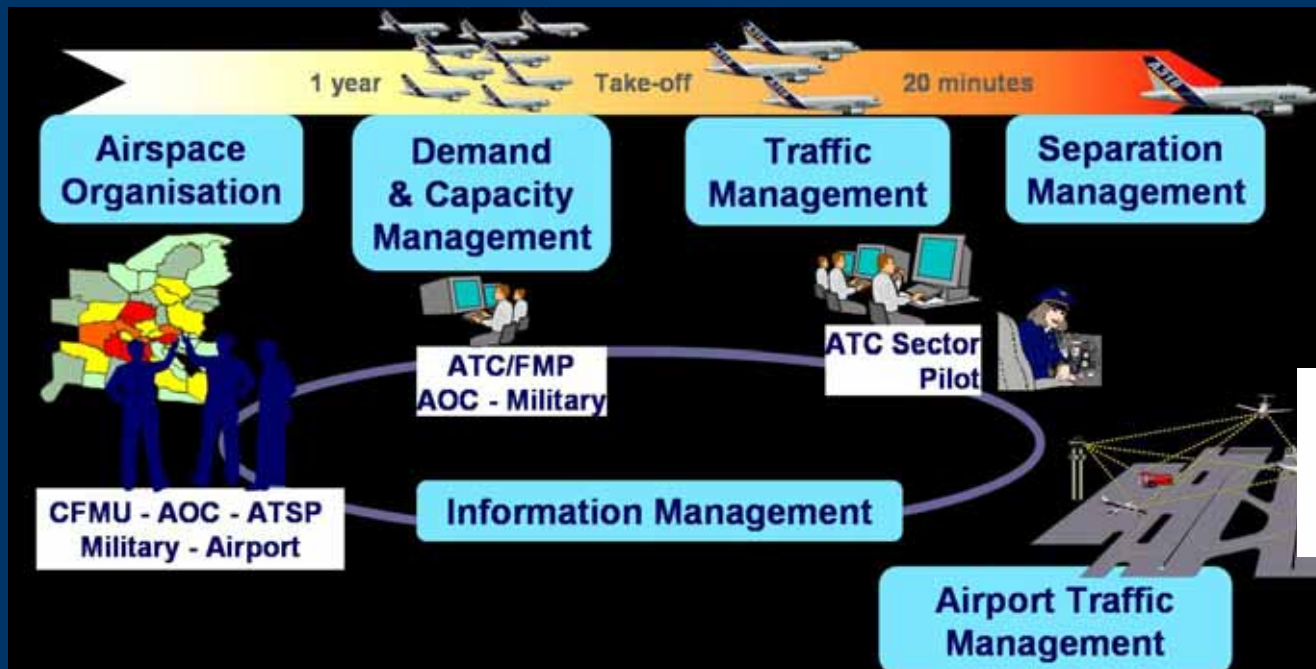 1 year
Take-off
20 minutes
Airspace
Organisation
Demand
& Capacity
Management
Traffic
Management
Separation
Management
ATC/FMP
AOC - Military
ATC Sector
Pilot
CFMU - AOC - ATSP
Military - Airport
Information Management
Airport Traffic
Management